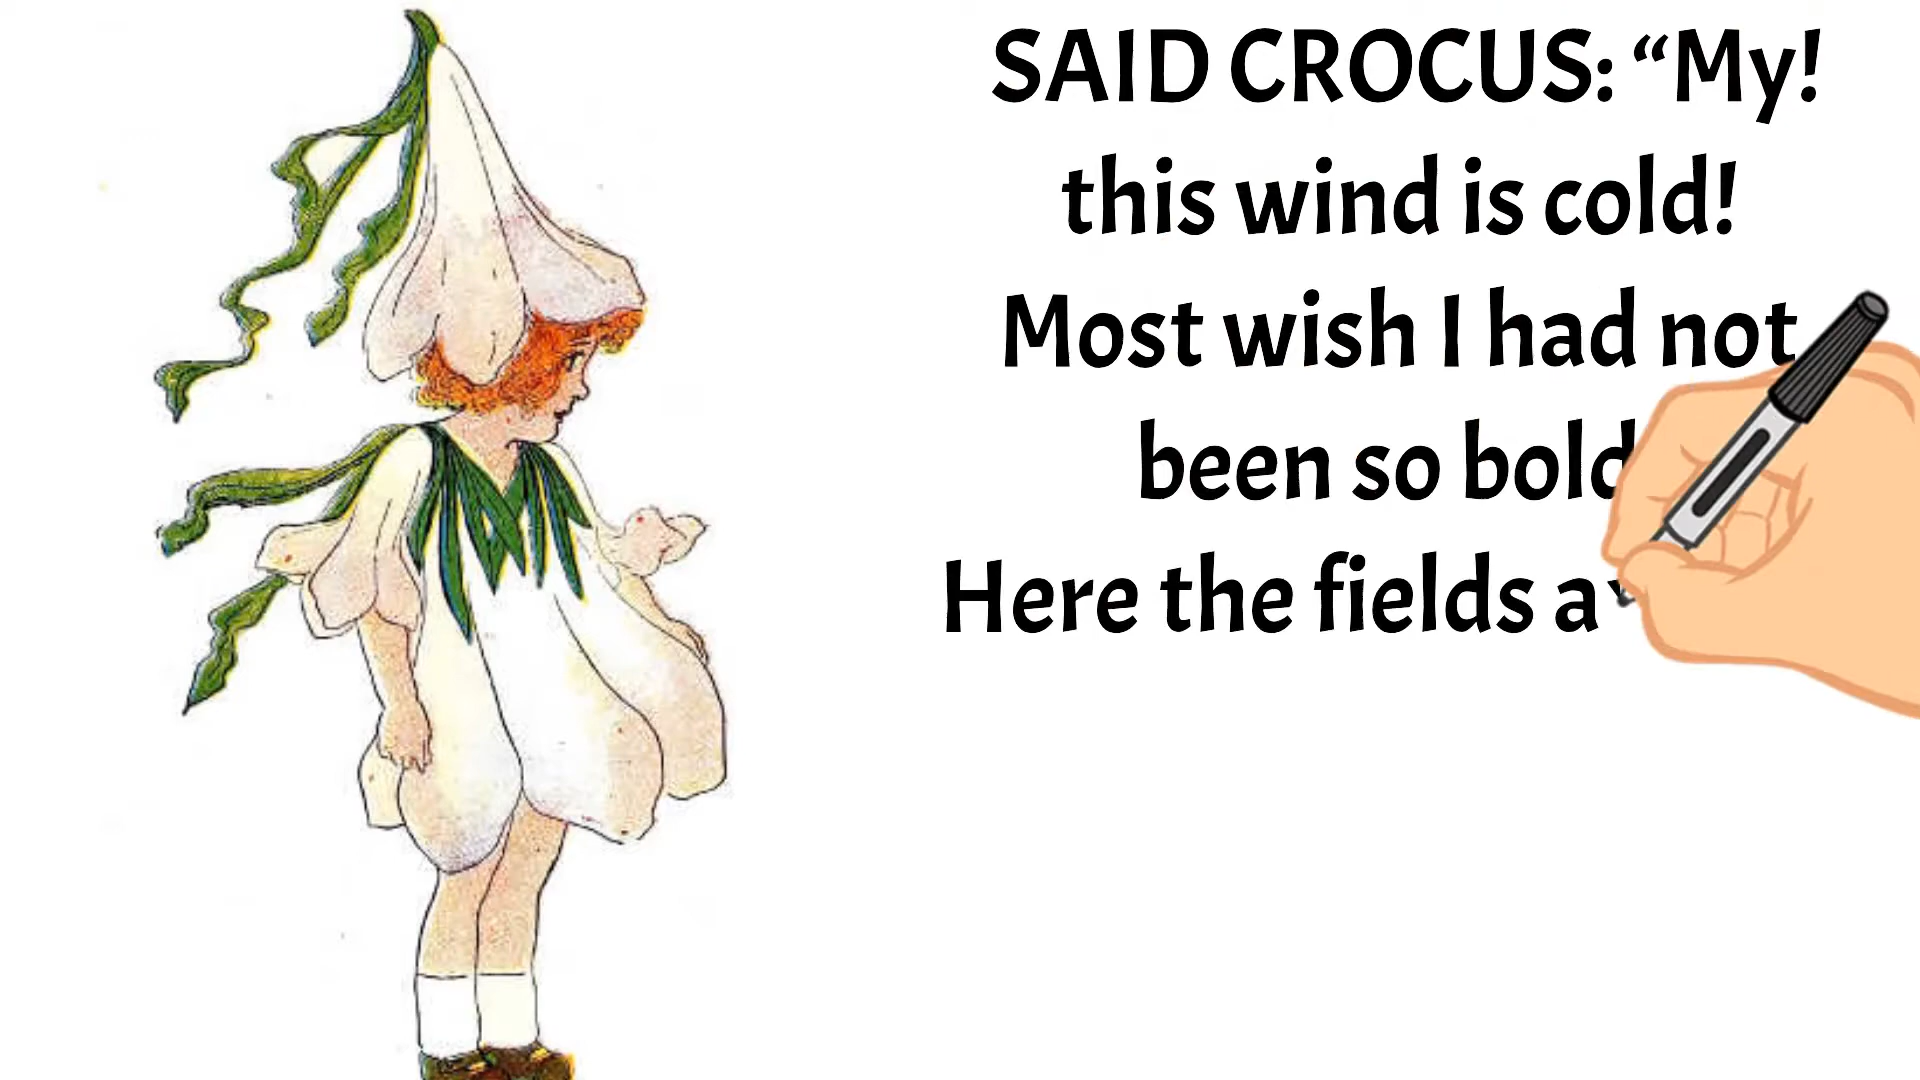 SAID CROCUS: “My!
this wind is cold!
Most wish I had not
been so bold
Here the fields